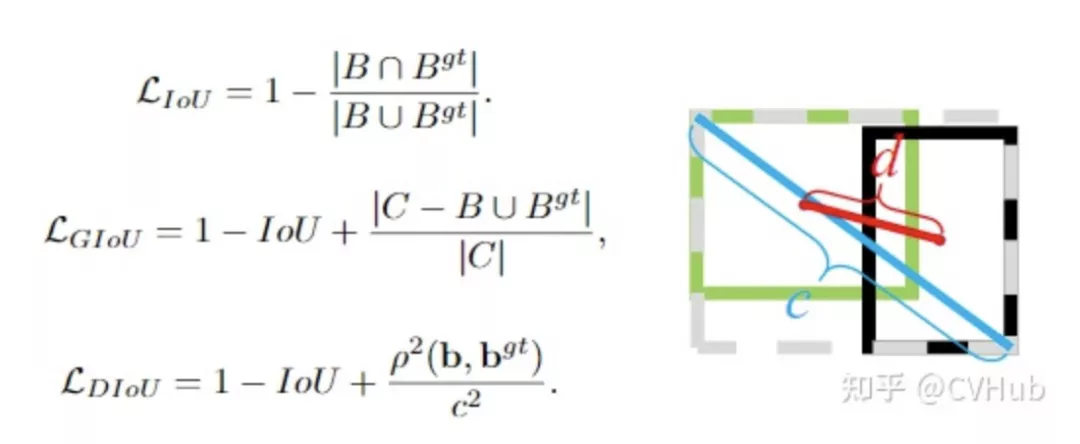 $\mathcal{L}_{IoU} = 1 - \frac{|B \cap B^{gt}|}{|B \cup B^{gt}|}.$
$\mathcal{L}_{GIoU} = 1 - IoU + \frac{|C - B \cup B^{gt}|}{|C|},$
$\mathcal{L}_{DIoU} = 1 - IoU + \frac{\rho^2(\mathbf{b}, \mathbf{b}^{gt})}{c^2}.$
d
c
知乎 @CVHub